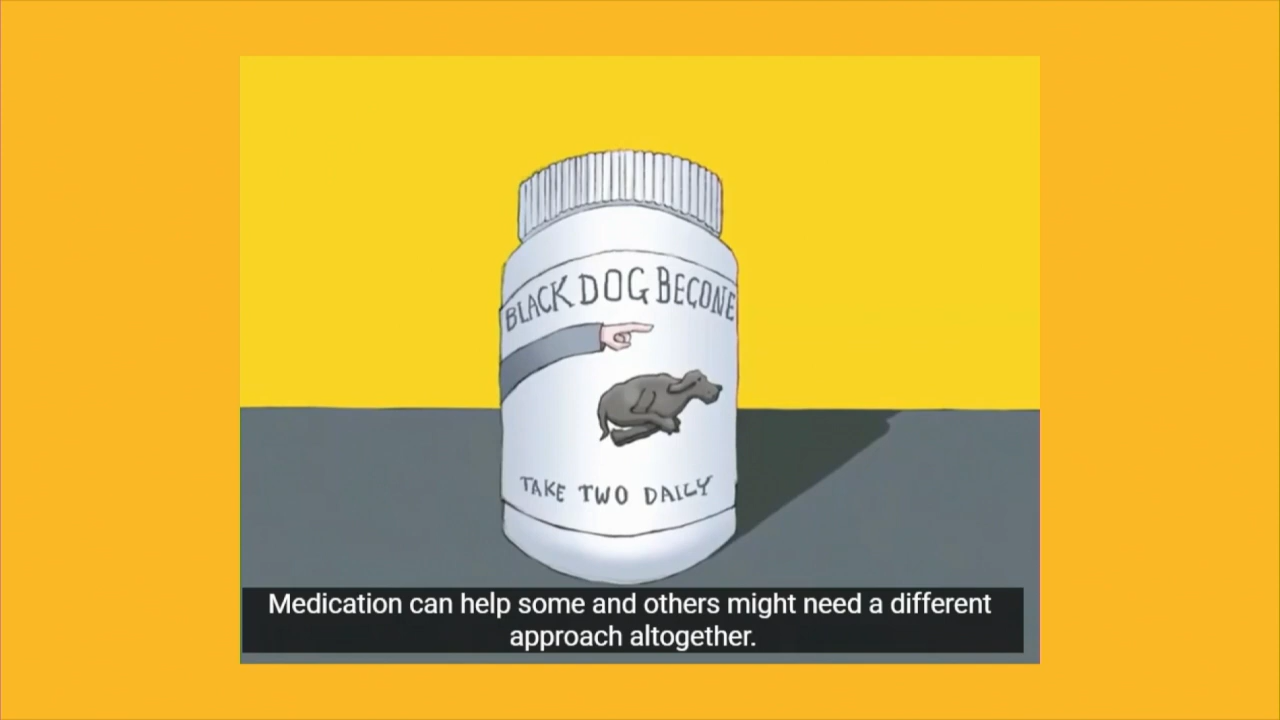 BLACK DOG BEGONE
TAKE TWO DAILY
Medication can help some and others might need a different
approach altogether.